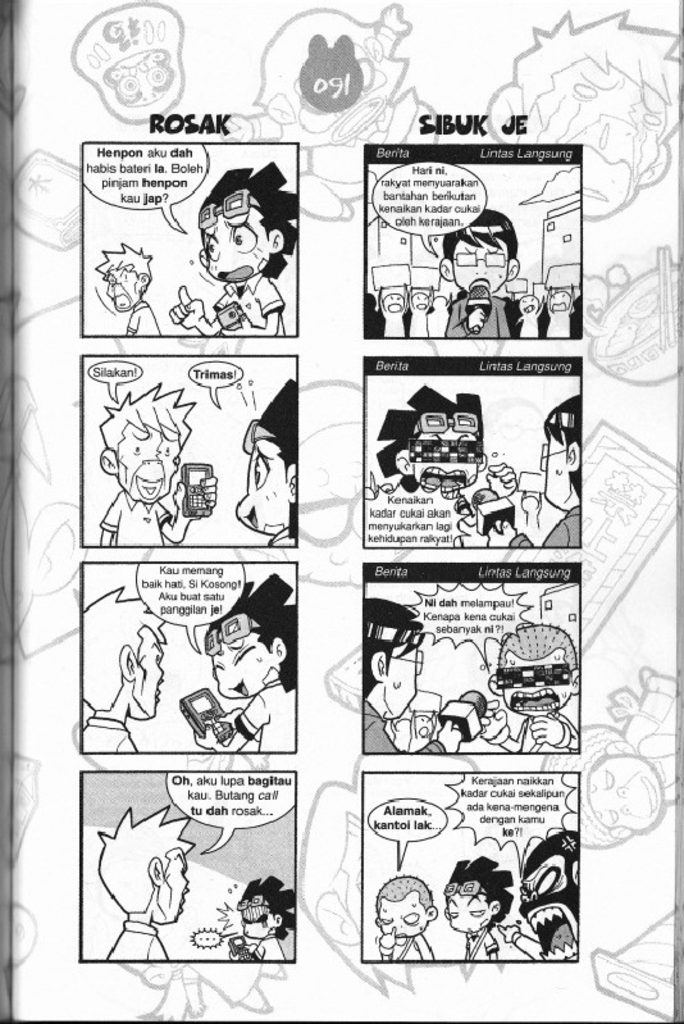 091
ROSAK
Henpon aku dah
habis bateri la. Boleh
pinjam henpon
kau jap?
Silakan!
Trimas!
Kau memang
baik hati, Si Kosong!
Aku buat satu
panggilan je!
Oh, aku lupa bagitau
kau. Butang call
tu dah rosak...
SIBUK JE
Berita Lintas Langsung
Hari ni,
rakyat menyuarakan
bantahan berikutan
kenaikan kadar cukai
oleh kerajaan.
Berita Lintas Langsung
Kenaikan
kadar cukai akan
menyukarkan lagi
kehidupan rakyat!
Berita Lintas Langsung
Ni dah melampau!
Kenapa kena cukai
sebanyak ni?!
Kerajaan naikkan
kadar cukai sekalipun
ada kena-mengena
dengan kamu
ke?!
Alamak,
kantoi lak...